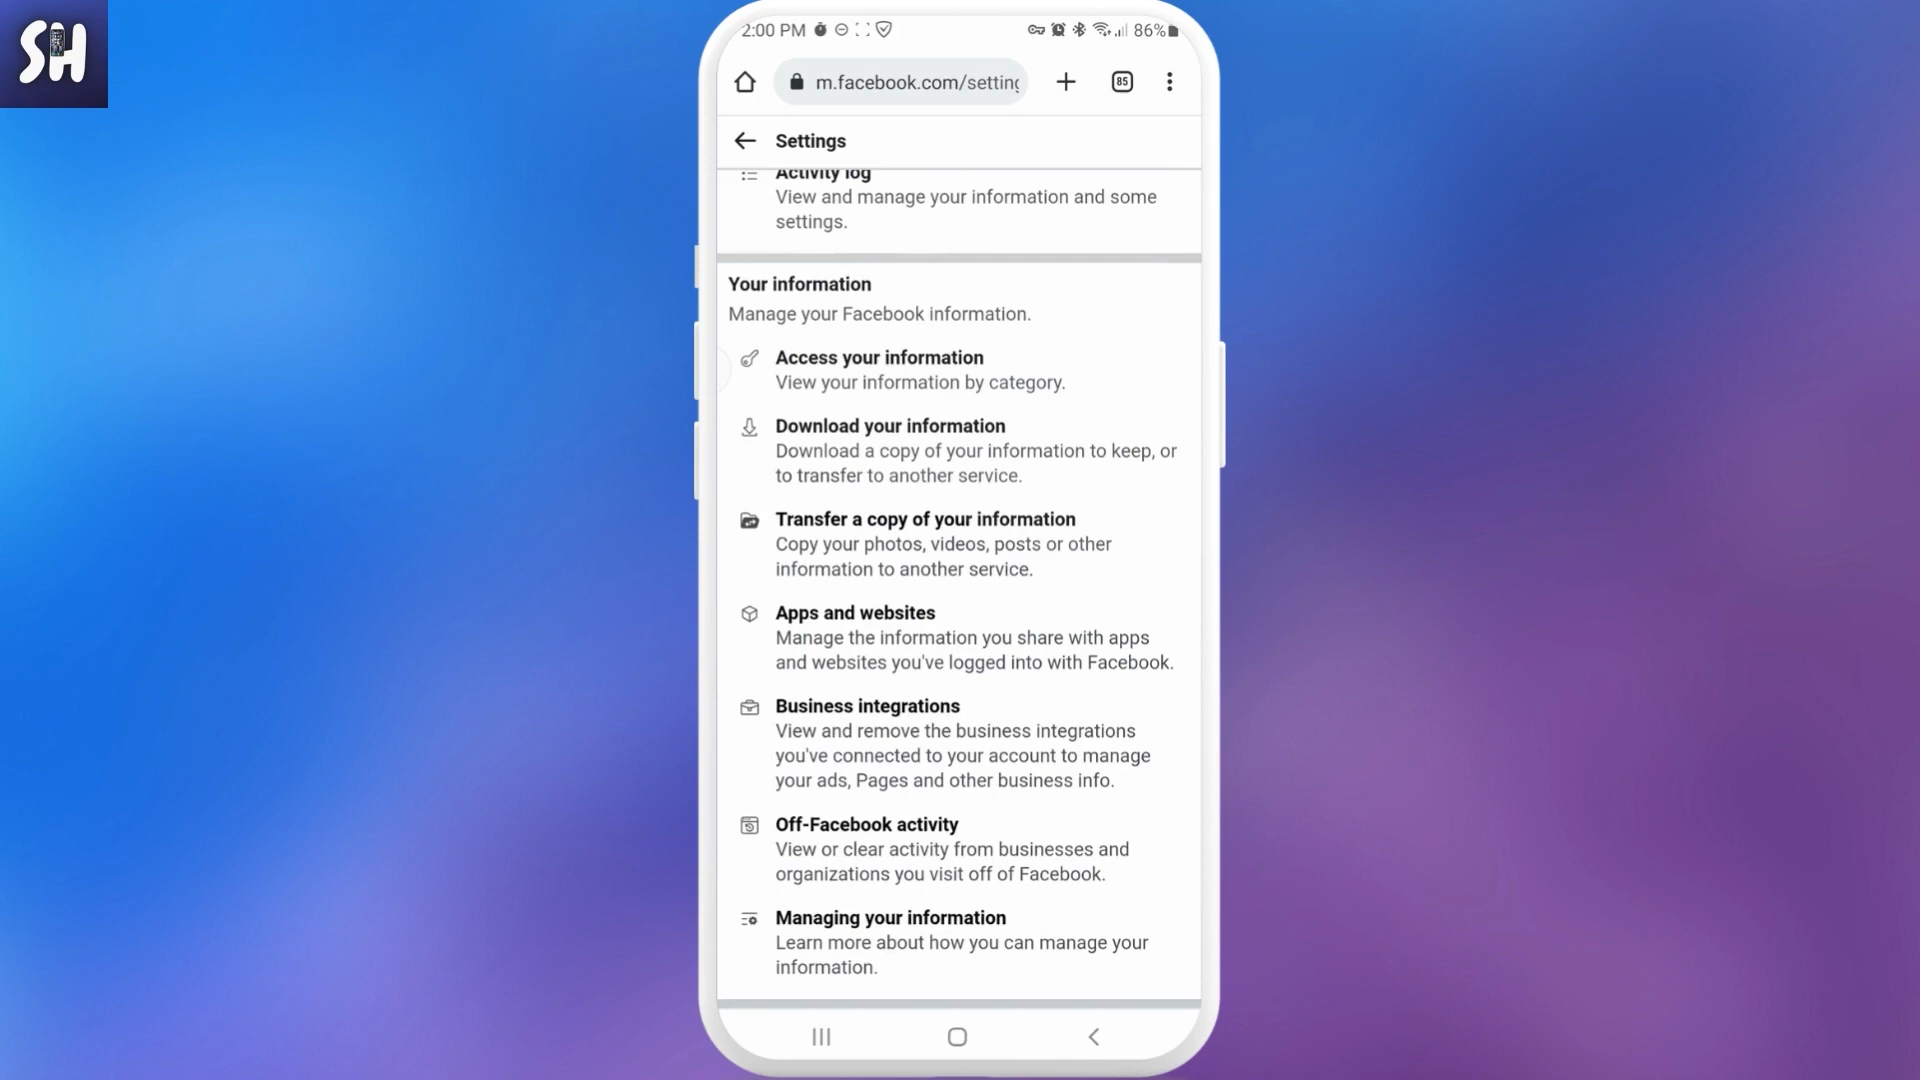 SH
2:00 PM
86%
m.facebook.com/setting
85
Settings
Activity log
View and manage your information and some
settings.
Your information
Manage your Facebook information.
Access your information
View your information by category.
Download your information
Download a copy of your information to keep, or
to transfer to another service.
Transfer a copy of your information
Copy your photos, videos, posts or other
information to another service.
Apps and websites
Manage the information you share with apps
and websites you've logged into with Facebook.
Business integrations
View and remove the business integrations
you've connected to your account to manage
your ads, Pages and other business info.
Off-Facebook activity
View or clear activity from businesses and
organizations you visit off of Facebook.
Managing your information
Learn more about how you can manage your
information.